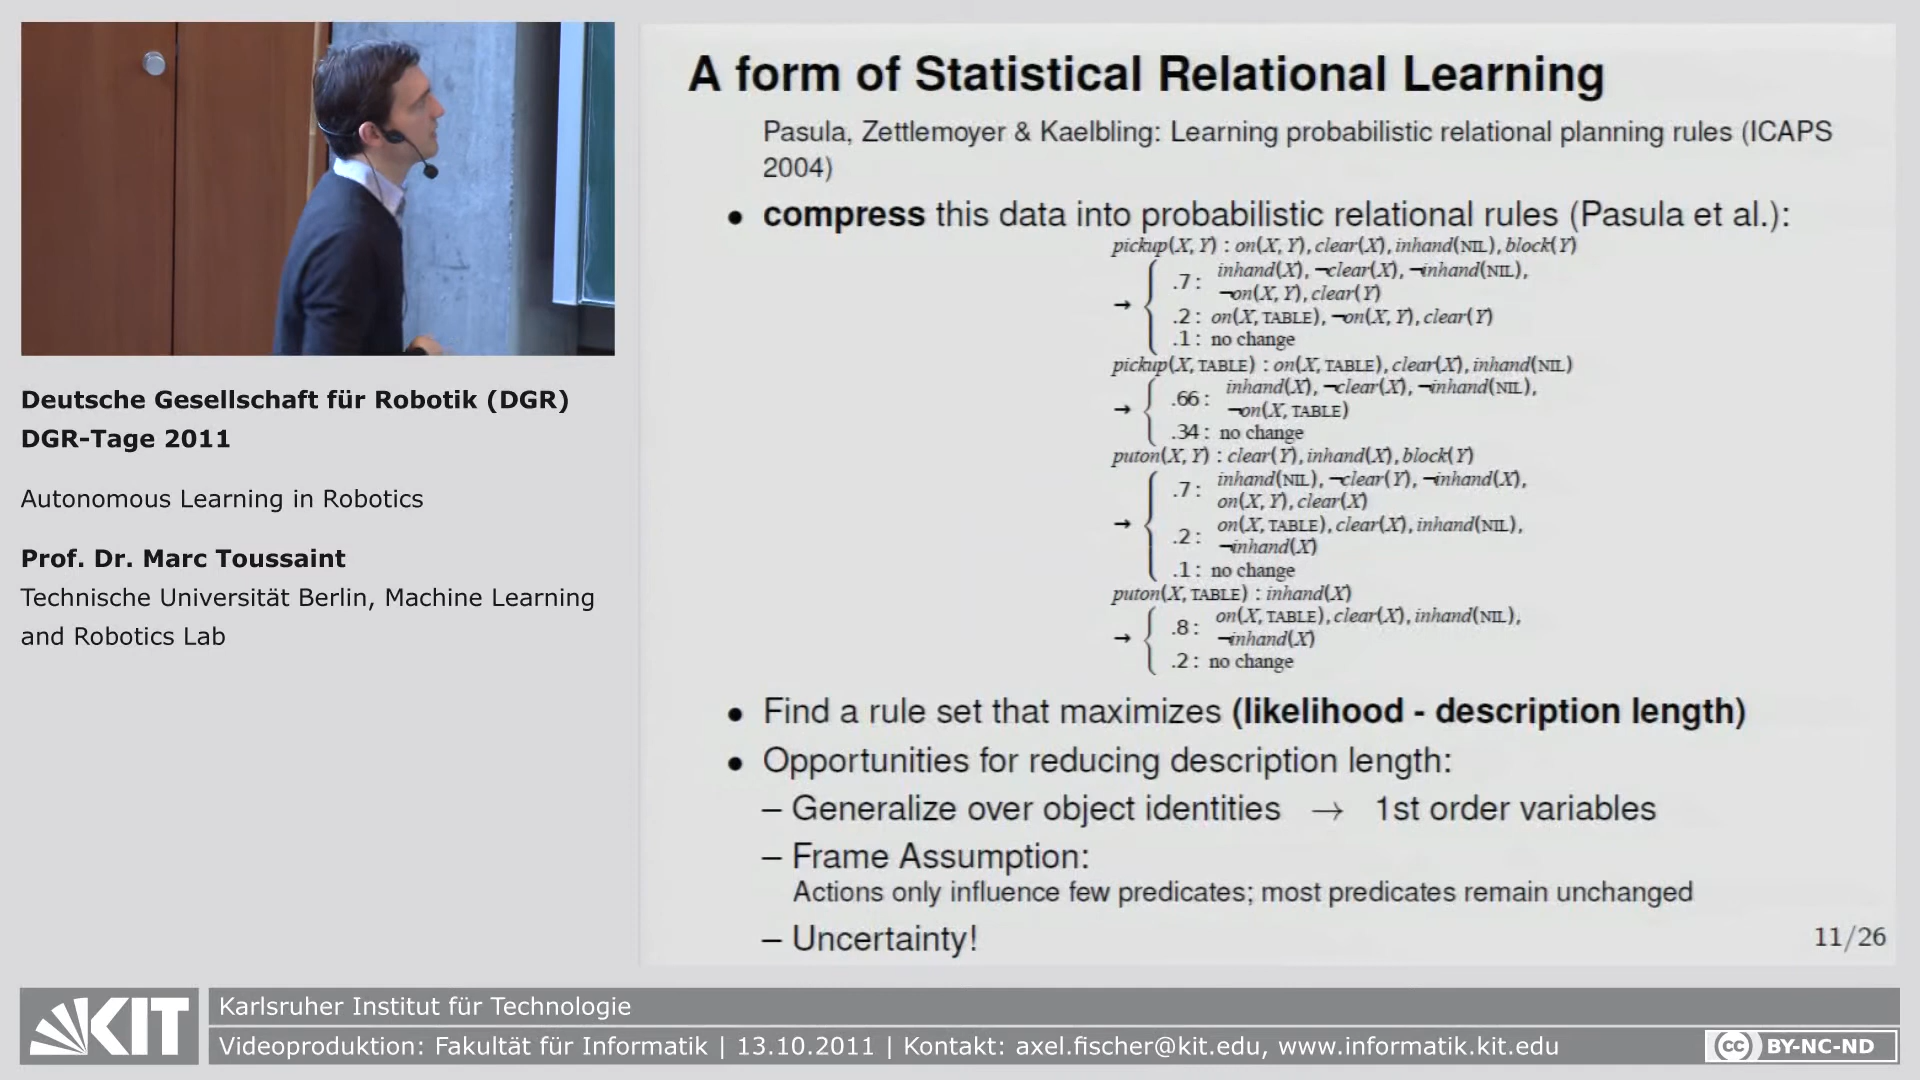 A form of Statistical Relational Learning
Pasula, Zettlemoyer & Kaelbling: Learning probabilistic relational planning rules (ICAPS
2004)
• compress this data into probabilistic relational rules (Pasula et al.):
pickup(X, Y) : on(X, Y), clear(X), inhand(NIL), block(Y)
→ { .7 : inhand(X), ¬clear(X), ¬inhand(NIL),
¬on(X, Y), clear(Y)
.2 : on(X, TABLE), ¬on(X, Y), clear(Y)
.1 : no change
pickup(X, TABLE) : on(X, TABLE), clear(X), inhand(NIL)
→ { .66 : inhand(X), ¬clear(X), ¬inhand(NIL),
¬on(X, TABLE)
.34 : no change
puton(X, Y) : clear(Y), inhand(X), block(Y)
→ { .7 : inhand(NIL), ¬clear(Y), ¬inhand(X),
on(X, Y), clear(X)
.2 : on(X, TABLE), clear(X), inhand(NIL),
¬inhand(X)
.1 : no change
puton(X, TABLE) : inhand(X)
→ { .8 : on(X, TABLE), clear(X), inhand(NIL),
¬inhand(X)
.2 : no change
• Find a rule set that maximizes (likelihood - description length)
• Opportunities for reducing description length:
– Generalize over object identities → 1st order variables
– Frame Assumption:
Actions only influence few predicates; most predicates remain unchanged
– Uncertainty!
11/26
Deutsche Gesellschaft für Robotik (DGR)
DGR-Tage 2011
Autonomous Learning in Robotics
Prof. Dr. Marc Toussaint
Technische Universität Berlin, Machine Learning
and Robotics Lab
KIT
Karlsruher Institut für Technologie
Videoproduktion: Fakultät für Informatik | 13.10.2011 | Kontakt: axel.fischer@kit.edu, www.informatik.kit.edu
cc BY-NC-ND